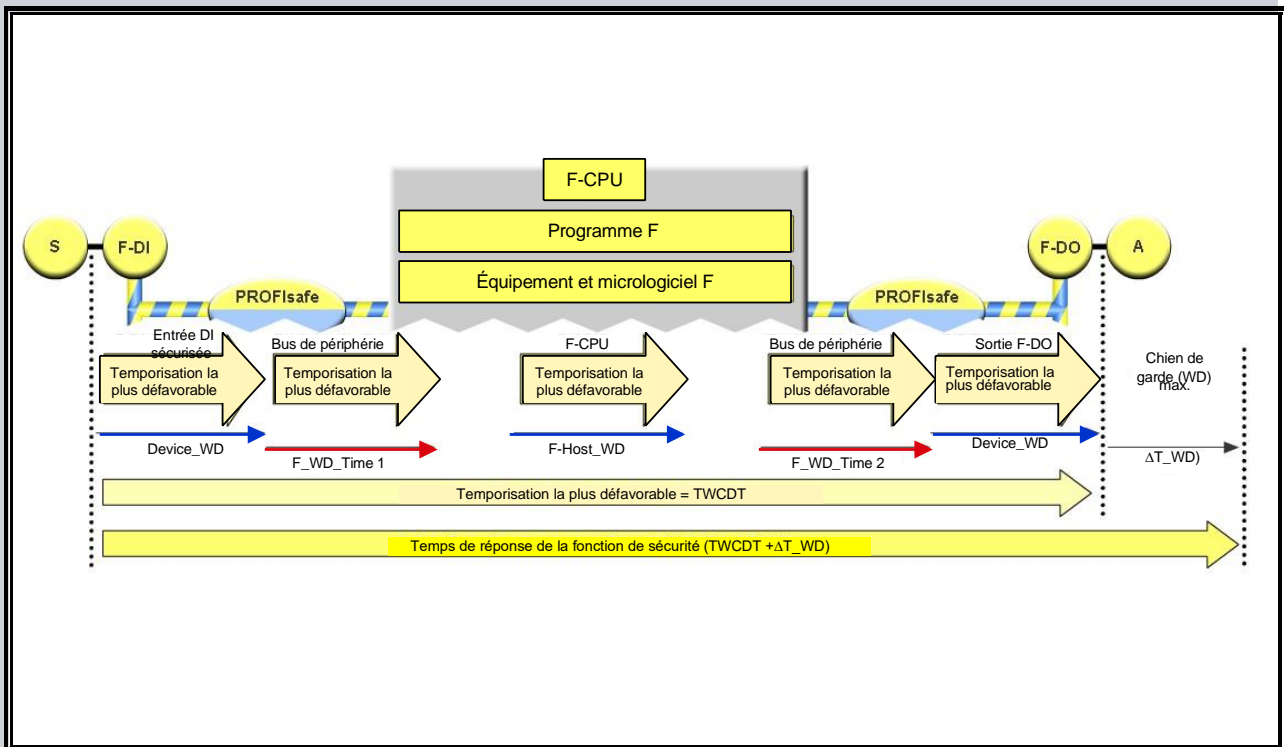 F-CPU
Programme F
Équipement et micrologiciel F
S
F-DI
F-DO
A
PROFIsafe
PROFIsafe
Entrée DI
sécurisée
Bus de périphérie
F-CPU
Bus de périphérie
Sortie F-DO
Chien de
garde (WD)
max.
Temporisation la
plus défavorable
Temporisation la
plus défavorable
Temporisation la
plus défavorable
Temporisation la
plus défavorable
Temporisation la
plus défavorable
Device_WD
F_WD_Time 1
F-Host_WD
F_WD_Time 2
Device_WD
ΔT_WD)
Temporisation la plus défavorable = TWCDT
Temps de réponse de la fonction de sécurité (TWCDT +ΔT_WD)